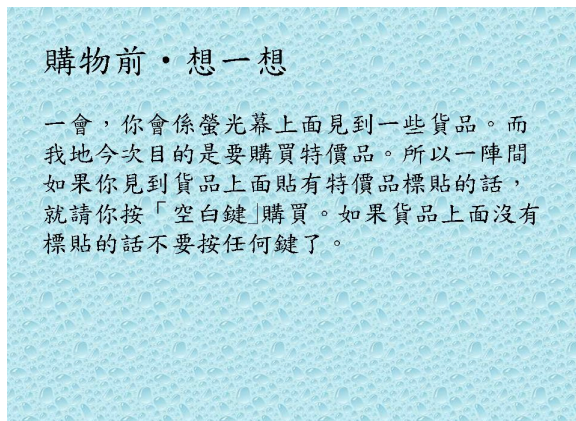 購物前‧想一想
一會，你會係螢光幕上面見到一些貨品。而
我地今次目的是要購買特價品。所以一陣間
如果你見到貨品上面貼有特價品標貼的話，
就請你按「空白鍵」購買。如果貨品上面沒有
標貼的話不要按任何鍵了。